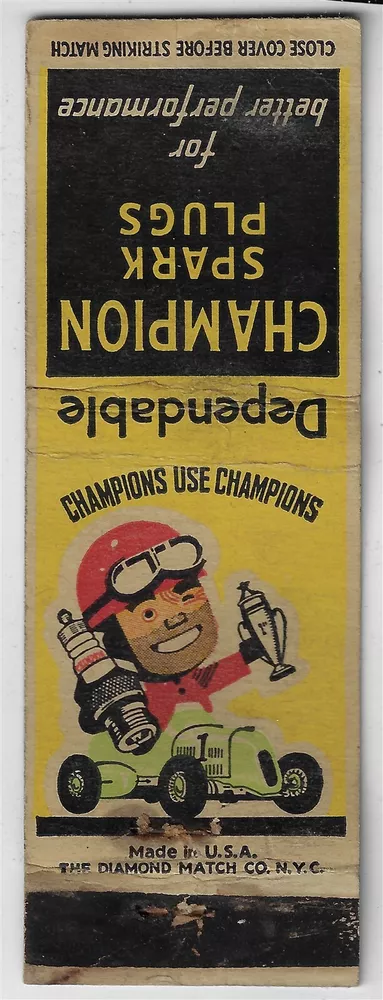 CLOSE COVER BEFORE STRIKING MATCH
Dependable
CHAMPION
SPARK
PLUGS
for
better performance
CHAMPIONS USE CHAMPIONS
1
Made in U.S.A.
THE DIAMOND MATCH CO. N.Y.C.